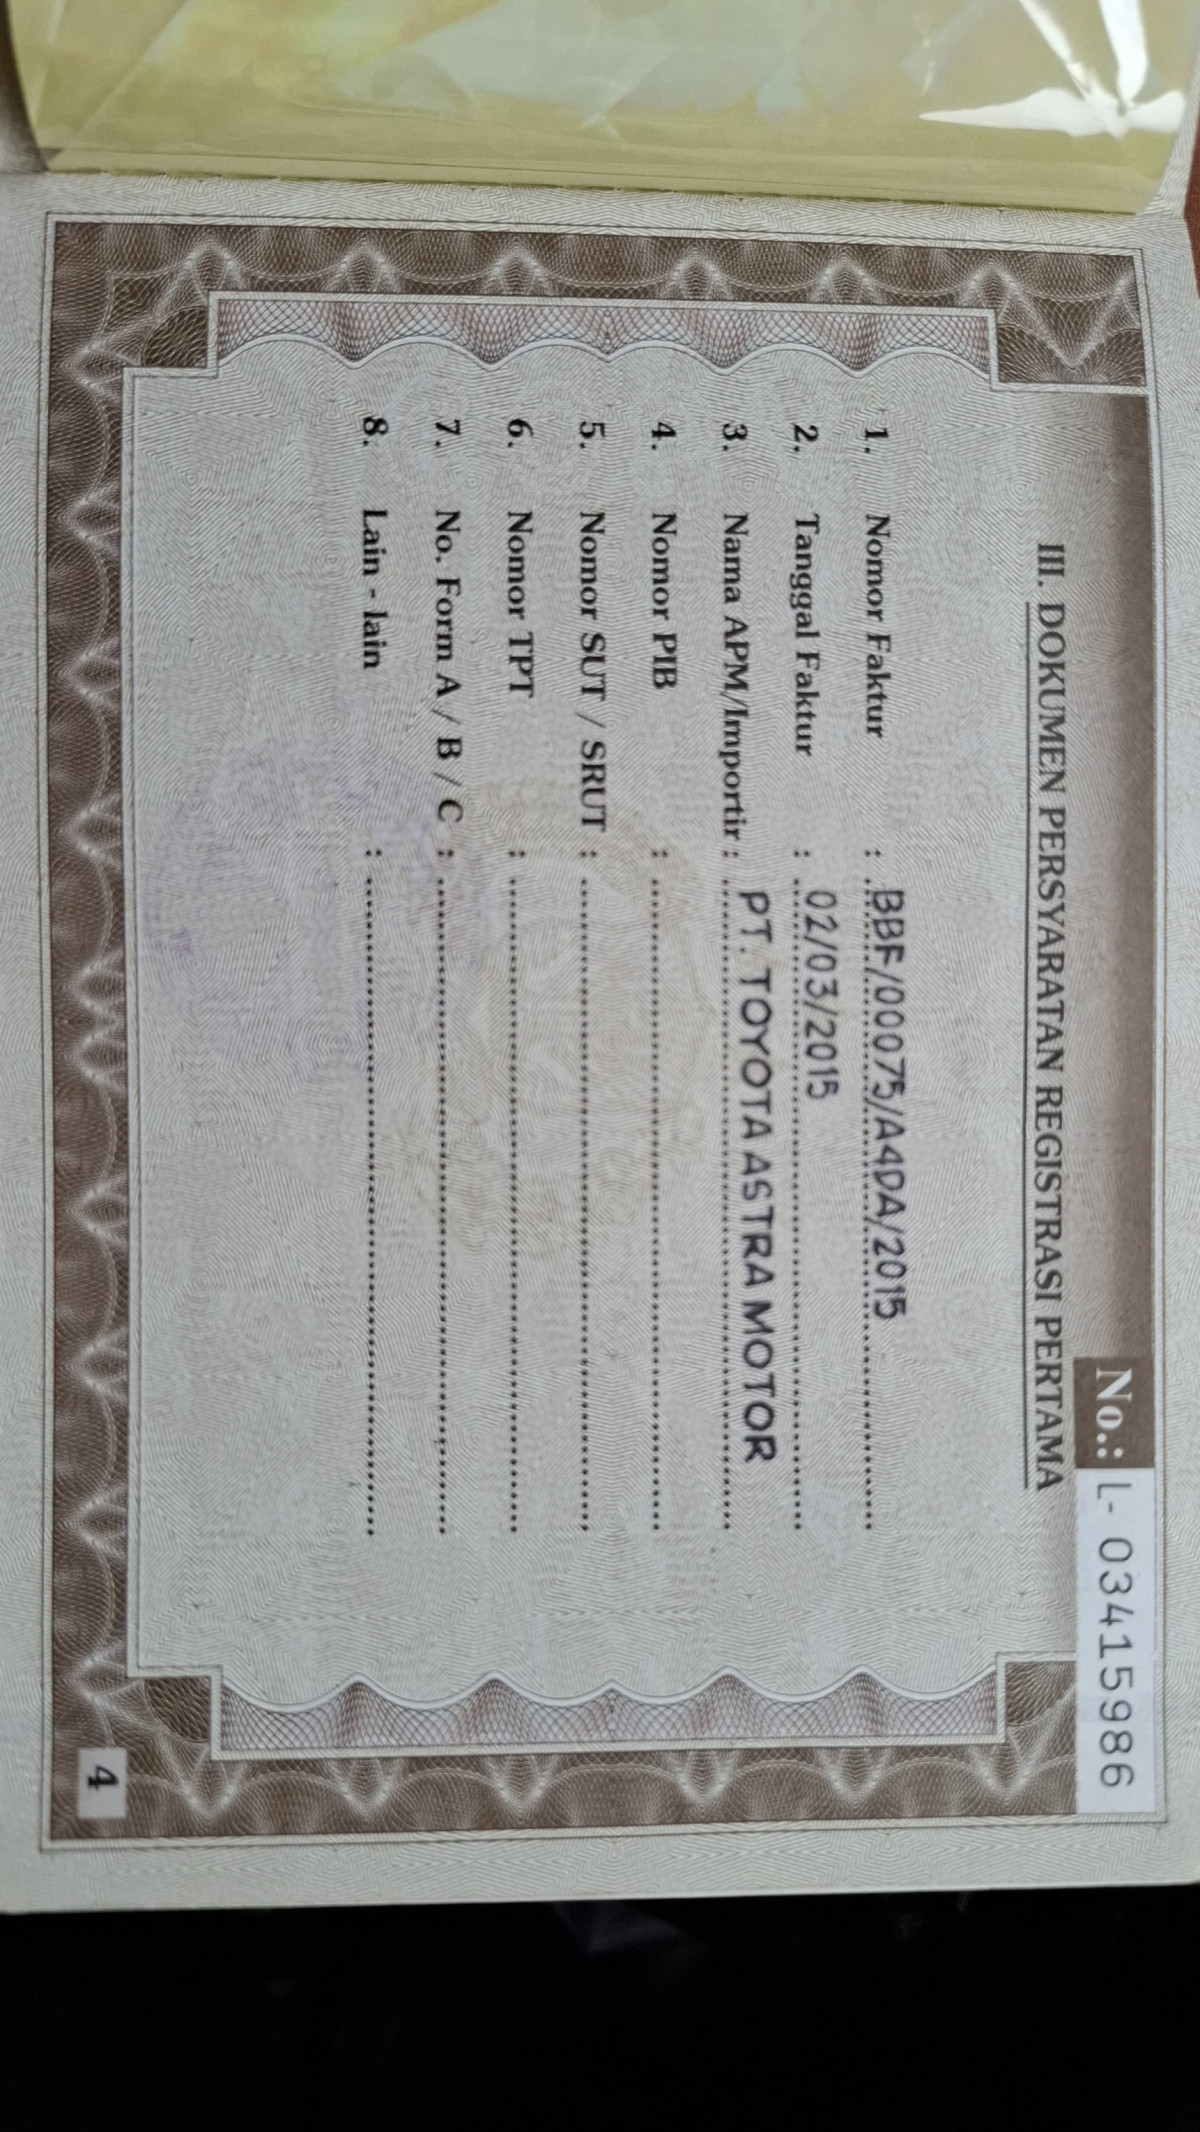 No.: L- 03415986
III. DOKUMEN PERSYARATAN REGISTRASI PERTAMA
1. Nomor Faktur : BBF/00075/A4DA/2015
2. Tanggal Faktur : 02/03/2015
3. Nama APM/Importir : PT. TOYOTA ASTRA MOTOR
4. Nomor PIB :
5. Nomor SUT / SRUT :
6. Nomor TPT :
7. No. Form A / B / C :
8. Lain - lain :
4